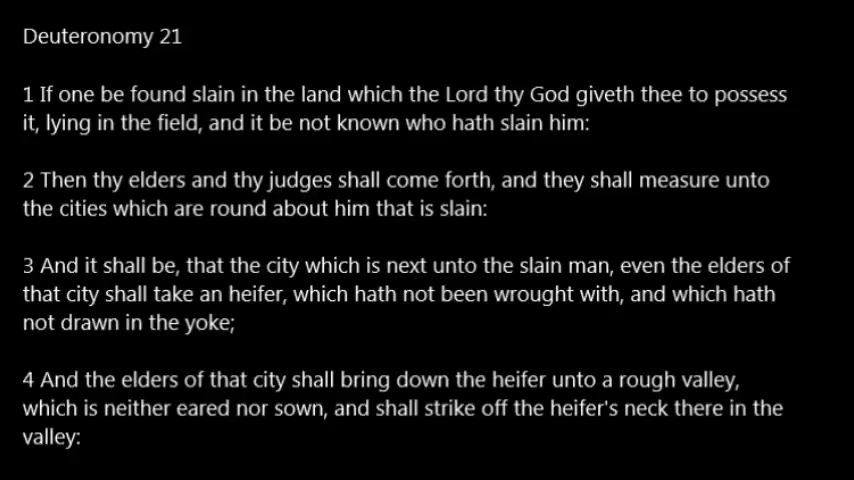 Deuteronomy 21
1 If one be found slain in the land which the Lord thy God giveth thee to possess
it, lying in the field, and it be not known who hath slain him:
2 Then thy elders and thy judges shall come forth, and they shall measure unto
the cities which are round about him that is slain:
3 And it shall be, that the city which is next unto the slain man, even the elders of
that city shall take an heifer, which hath not been wrought with, and which hath
not drawn in the yoke;
4 And the elders of that city shall bring down the heifer unto a rough valley,
which is neither eared nor sown, and shall strike off the heifer's neck there in the
valley: